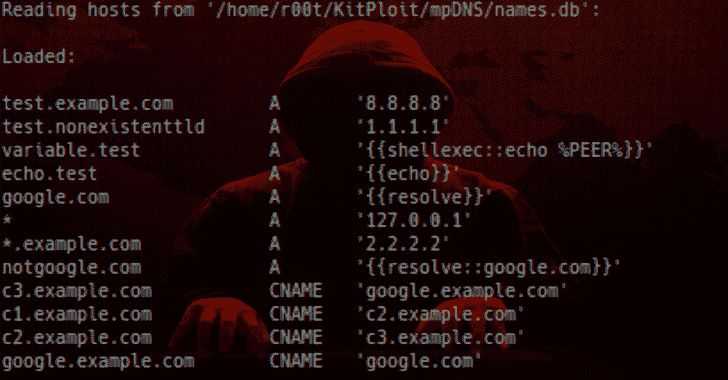 Reading hosts from '/home/r00t/KitPloit/mpDNS/names.db':
Loaded:
test.example.com A '8.8.8.8'
test.nonexistenttld A '1.1.1.1'
variable.test A '{{shellexec::echo %PEER%}}'
echo.test A '{{echo}}'
google.com A '{{resolve}}'
* A '127.0.0.1'
*.example.com A '2.2.2.2'
notgoogle.com A '{{resolve::google.com}}'
c3.example.com CNAME 'google.example.com'
c1.example.com CNAME 'c2.example.com'
c2.example.com CNAME 'c3.example.com'
google.example.com CNAME 'google.com'